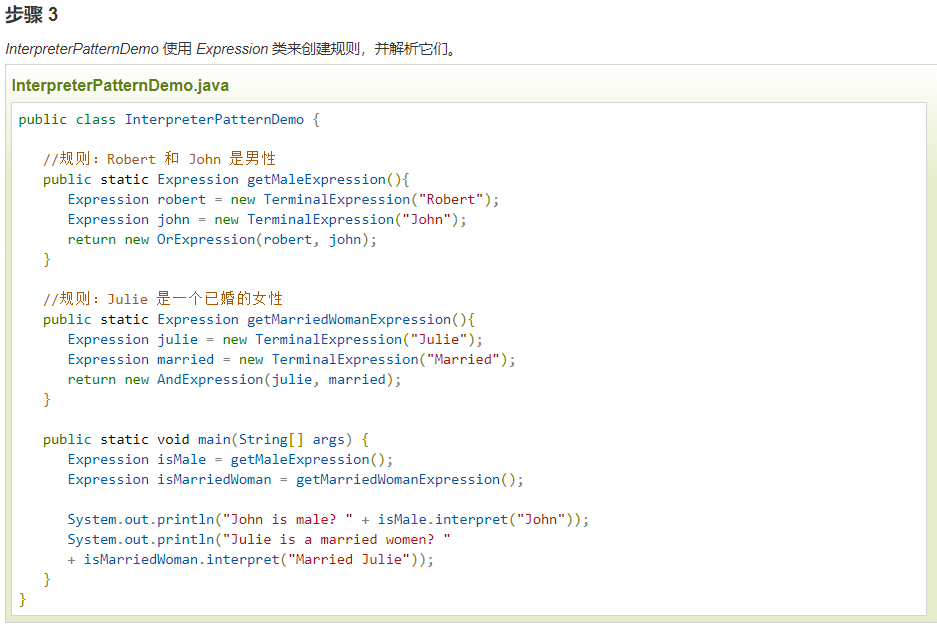 步骤 3
InterpreterPatternDemo 使用 Expression 类来创建规则，并解析它们。
InterpreterPatternDemo.java
public class InterpreterPatternDemo {
//规则：Robert 和 John 是男性
public static Expression getMaleExpression(){
Expression robert = new TerminalExpression("Robert");
Expression john = new TerminalExpression("John");
return new OrExpression(robert, john);
}
//规则：Julie 是一个已婚的女性
public static Expression getMarriedWomanExpression(){
Expression julie = new TerminalExpression("Julie");
Expression married = new TerminalExpression("Married");
return new AndExpression(julie, married);
}
public static void main(String[] args) {
Expression isMale = getMaleExpression();
Expression isMarriedWoman = getMarriedWomanExpression();
System.out.println("John is male? " + isMale.interpret("John"));
System.out.println("Julie is a married women? "
+ isMarriedWoman.interpret("Married Julie"));
}
}